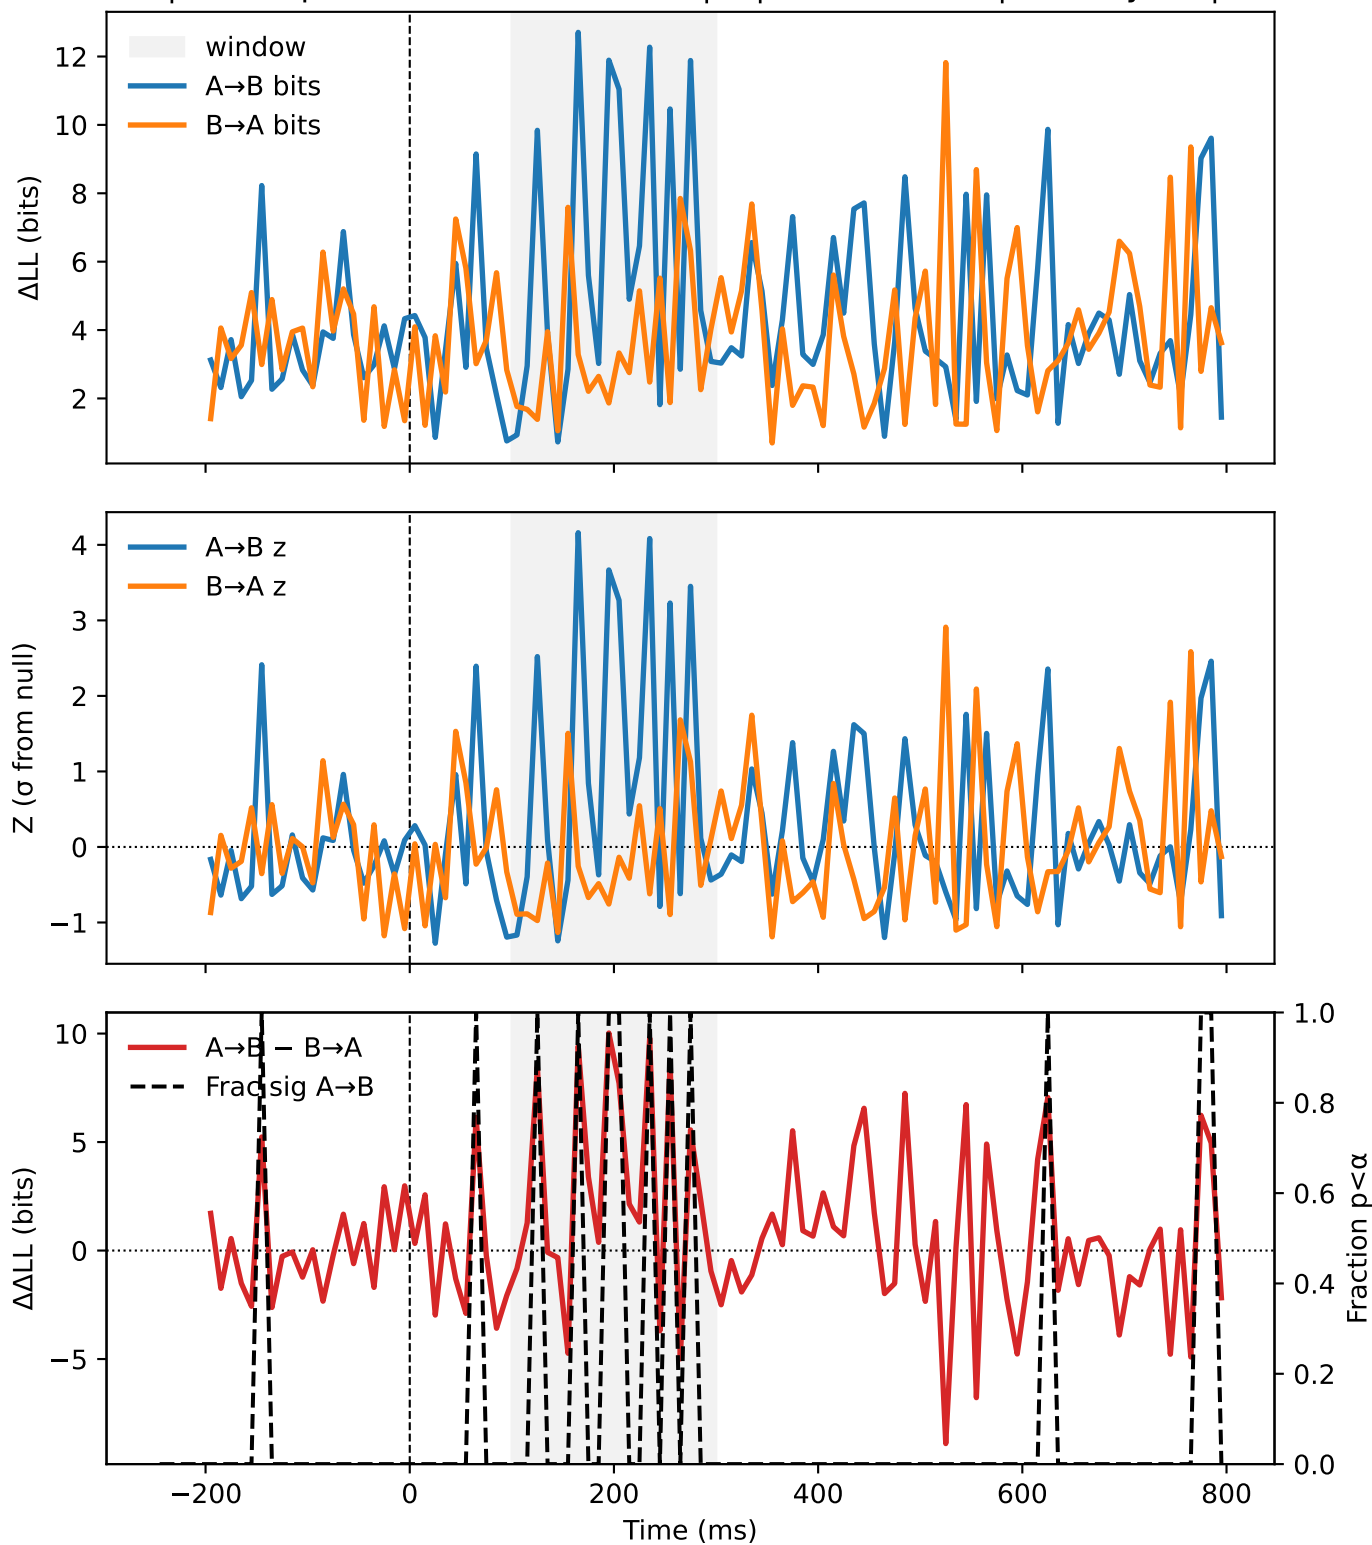 window
A→B bits
B→A bits
12
10
8
6
4
2
ΔLL (bits)
A→B z
B→A z
4
3
2
1
0
−1
Z (σ from null)
A→B − B→A
Frac sig A→B
10
5
0
−5
ΔΔLL (bits)
1.0
0.8
0.6
0.4
0.2
0.0
Fraction p<α
−200 0 200 400 600 800
Time (ms)